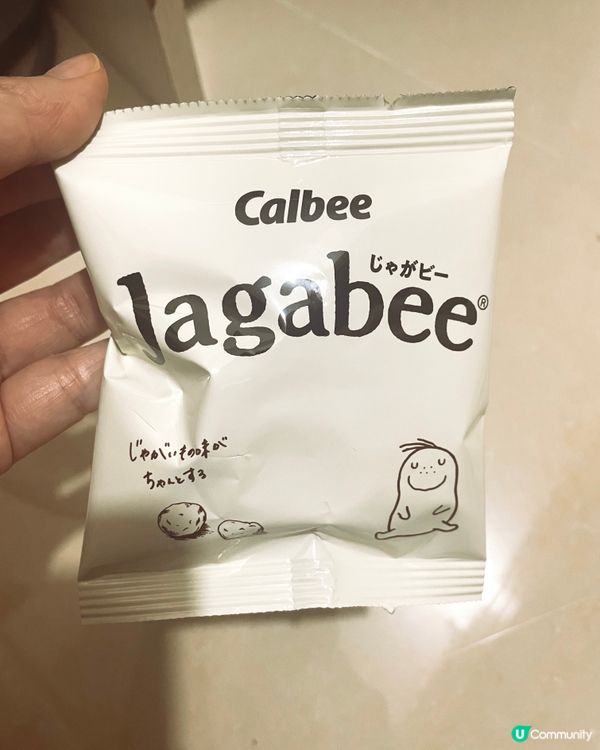 Calbee
じゃがビー
Jagabee®
じゃがいもの味が
ちゃんとする
U Community